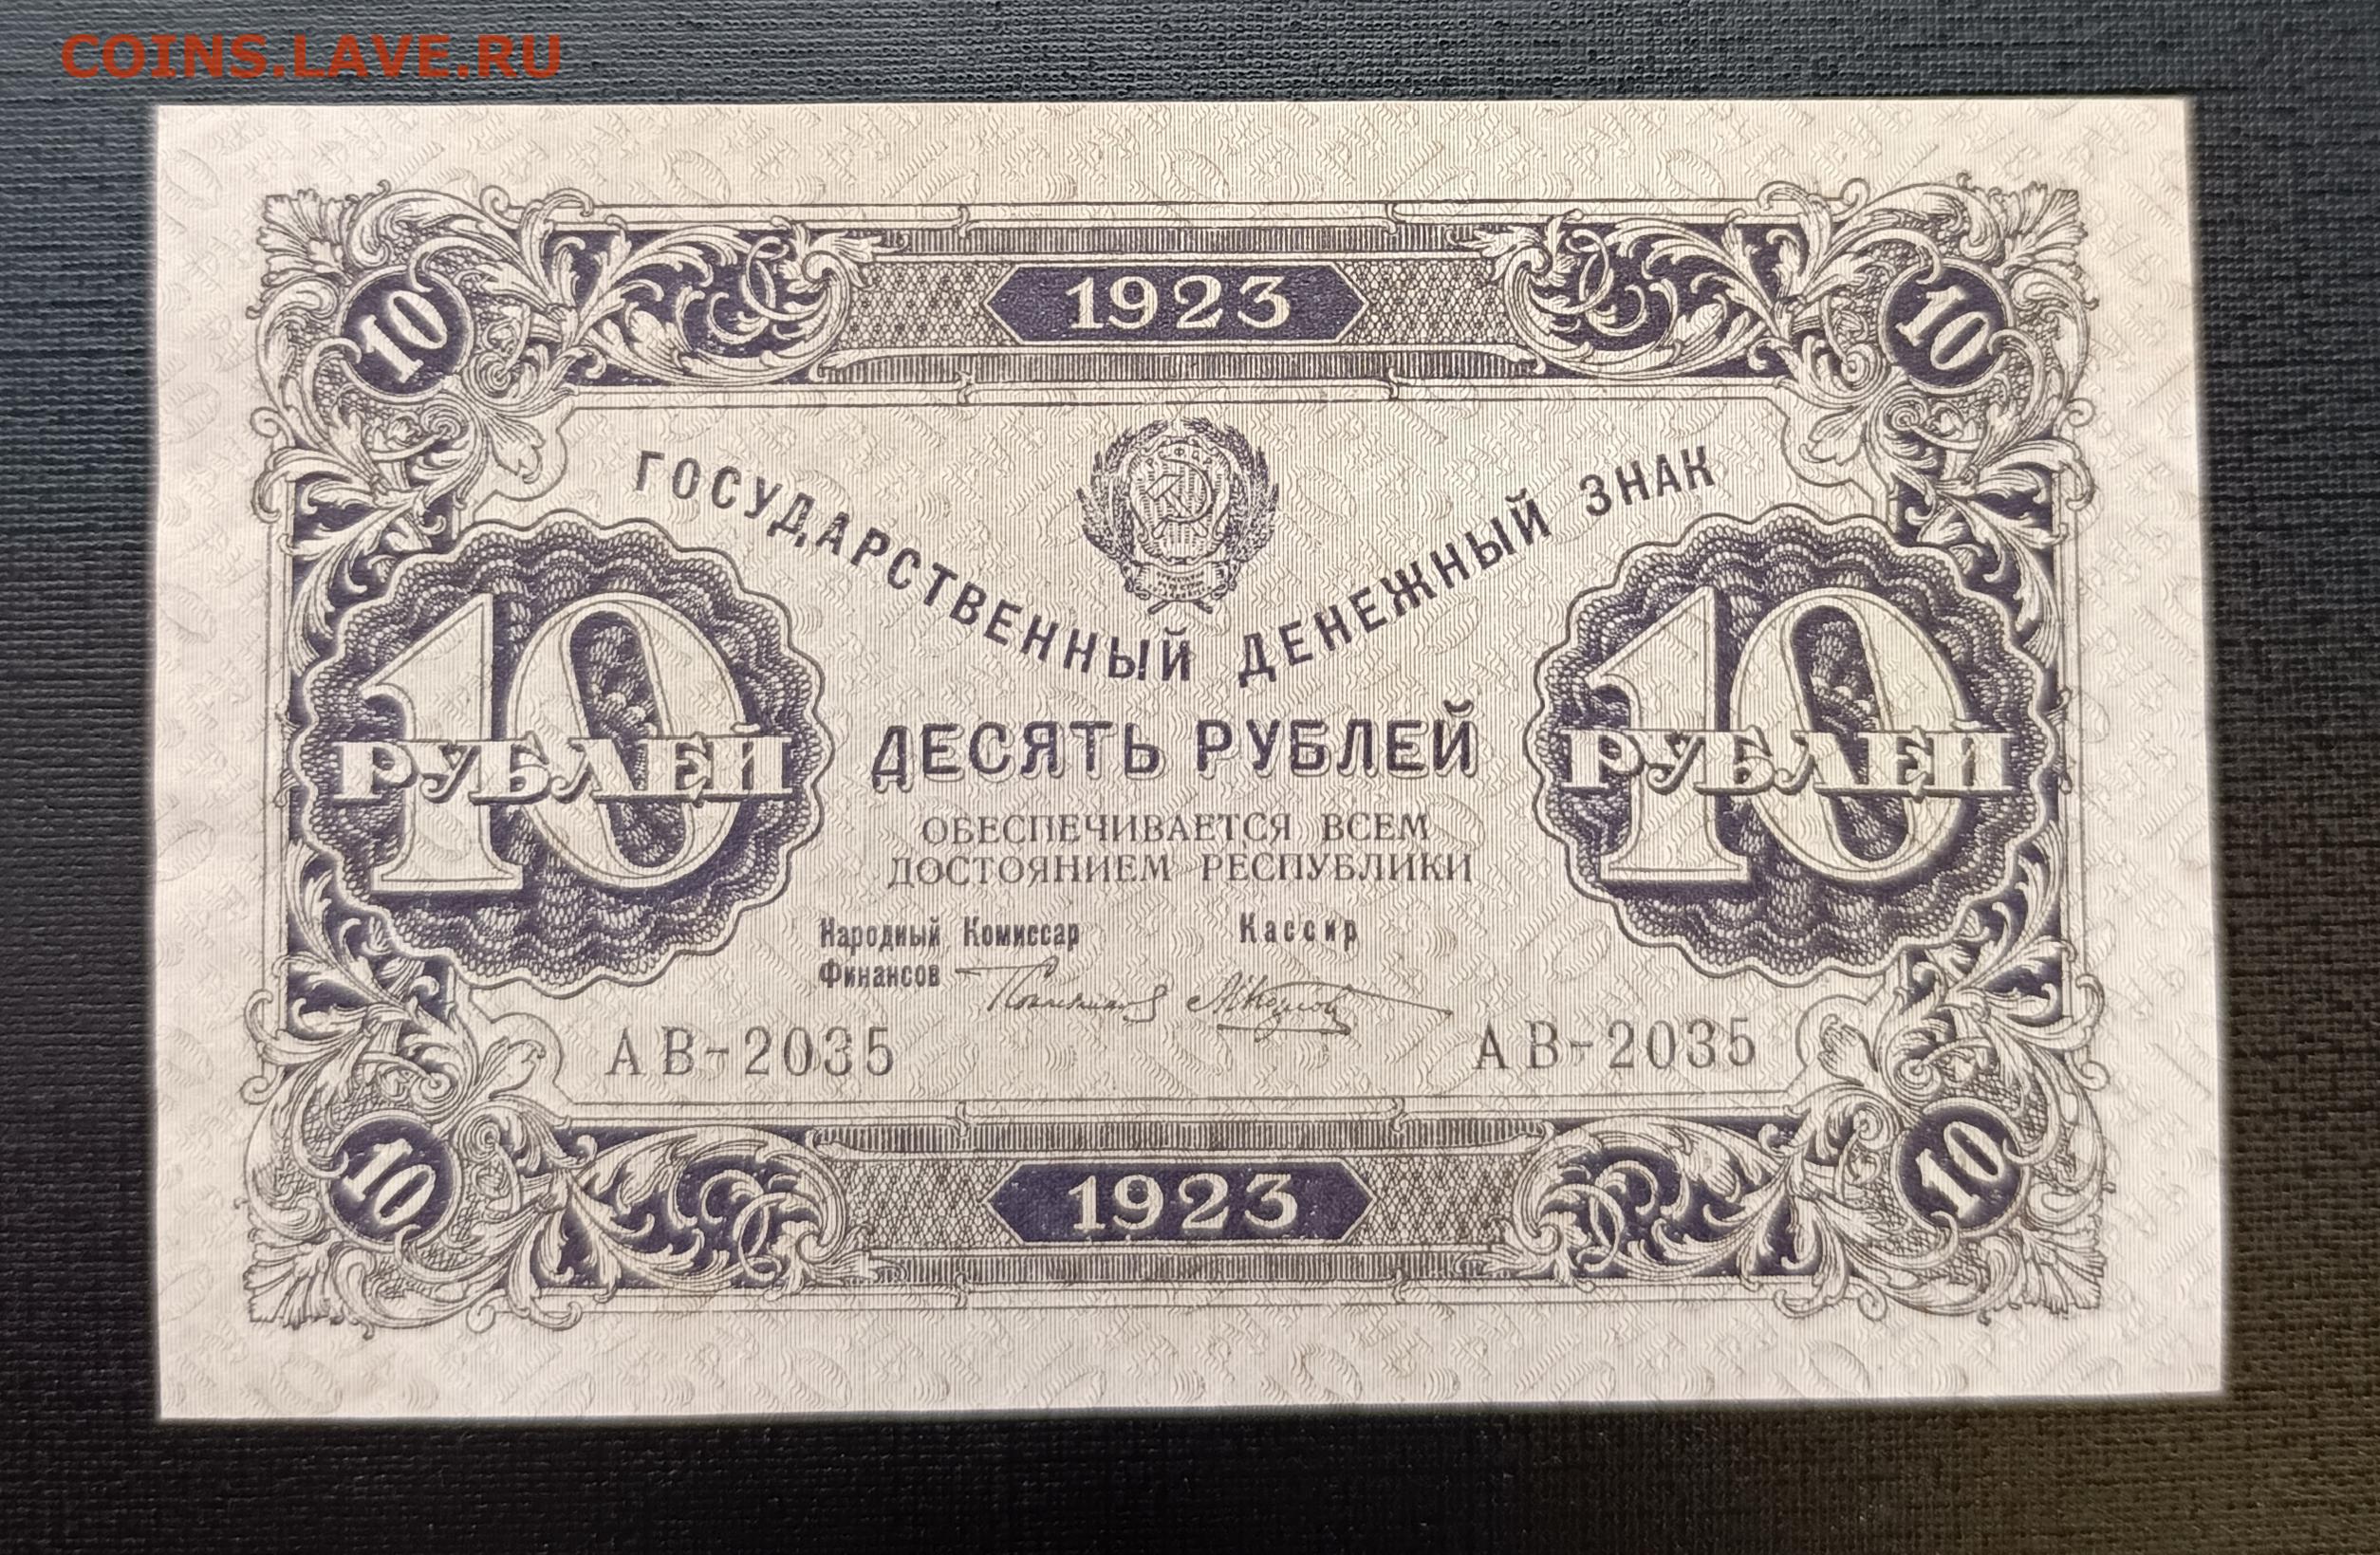 COINS.LAVE.RU
10 1923 10
РСФСР
ГОСУДАРСТВЕННЫЙ ДЕНЕЖНЫЙ ЗНАК
10 РУБЛЕЙ
10 РУБЛЕЙ
ДЕСЯТЬ РУБЛЕЙ
ОБЕСПЕЧИВАЕТСЯ ВСЕМ
ДОСТОЯНИЕМ РЕСПУБЛИКИ
Народный Комиссар Кассир
Финансов
АВ-2035 АВ-2035
10 1923 10